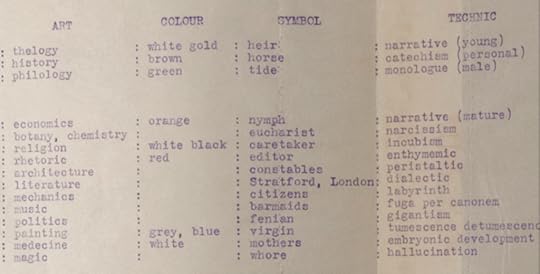 ART COLOUR SYMBOL TECHNIC
: thelogy : white gold : heir : narrative (young)
: history : brown : horse : catechism (personal)
: philology : green : tide : monologue (male)
: economics : orange : nymph : narrative (mature)
: botany, chemistry : : eucharist : narcissism
: religion : white black : caretaker : incubism
: rhetoric : red : editor : enthymemic
: architecture : : constables : peristaltic
: literature : : Stratford, London: dialectic
: mechanics : : citizens : labyrinth
: music : : barmaids : fuga per canonem
: politics : : fenian : gigantism
: painting : grey, blue : virgin : tumescence detumescenc
: medecine : white : mothers : embryonic development
: magic : : whore : hallucination